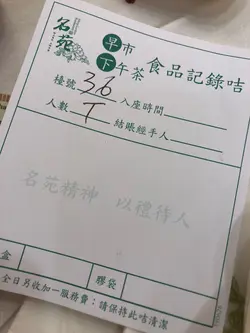 名苑
早市
下午茶
食品記錄咭
檯號 36 入座時間
人數 T 結賬經手人
名苑精神 以禮待人
盒 膠袋
全日另收加一服務費:請保持此咭清潔